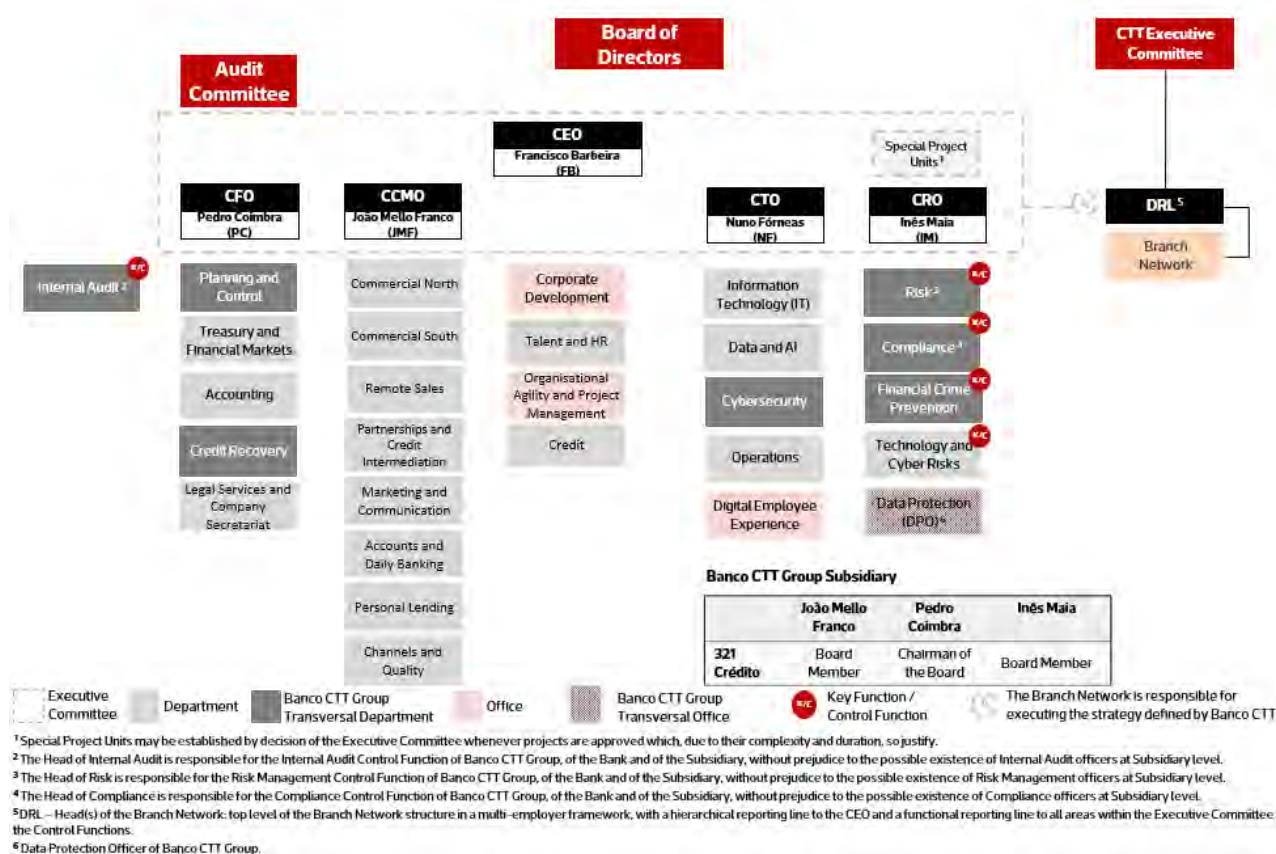 Board of
Directors
CTT Executive
Committee
Audit
Committee
CEO
Francisco Barbeira
(FB)
Special Project
Units¹
CFO
Pedro Coimbra
(PC)
CCMO
João Mello Franco
(JMF)
CTO
Nuno Fórneas
(NF)
CRO
Inês Maia
(IM)
DRL⁵
Branch
Network
Internal Audit²
K/C
Planning and
Control
Treasury and
Financial Markets
Accounting
Credit Recovery
Legal Services and
Company
Secretariat
Commercial North
Commercial South
Remote Sales
Partnerships and
Credit
Intermediation
Marketing and
Communication
Accounts and
Daily Banking
Personal Lending
Channels and
Quality
Corporate
Development
Talent and HR
Organisational
Agility and Project
Management
Credit
Information
Technology (IT)
Data and AI
Cybersecurity
Operations
Digital Employee
Experience
Risk³
K/C
Compliance⁴
K/C
Financial Crime
Prevention
K/C
Technology and
Cyber Risks
K/C
Data Protection
(DPO)⁶
Banco CTT Group Subsidiary
João Mello
Franco
Pedro
Coimbra
Inês Maia
321
Crédito
Board
Member
Chairman of
the Board
Board Member
Executive
Committee
Department
Banco CTT Group
Transversal Department
Office
Banco CTT Group
Transversal Office
K/C
Key Function /
Control Function
The Branch Network is responsible for
executing the strategy defined by Banco CTT
¹ Special Project Units may be established by decision of the Executive Committee whenever projects are approved which, due to their complexity and duration, so justify.
² The Head of Internal Audit is responsible for the Internal Audit Control Function of Banco CTT Group, of the Bank and of the Subsidiary, without prejudice to the possible existence of Internal Audit officers at Subsidiary level.
³ The Head of Risk is responsible for the Risk Management Control Function of Banco CTT Group, of the Bank and of the Subsidiary, without prejudice to the possible existence of Risk Management officers at Subsidiary level.
⁴ The Head of Compliance is responsible for the Compliance Control Function of Banco CTT Group, of the Bank and of the Subsidiary, without prejudice to the possible existence of Compliance officers at Subsidiary level.
⁵ DRL – Head(s) of the Branch Network: top level of the Branch Network structure in a multi-employer framework, with a hierarchical reporting line to the CEO and a functional reporting line to all areas within the Executive Committee
the Control Functions.
⁶ Data Protection Officer of Banco CTT Group.